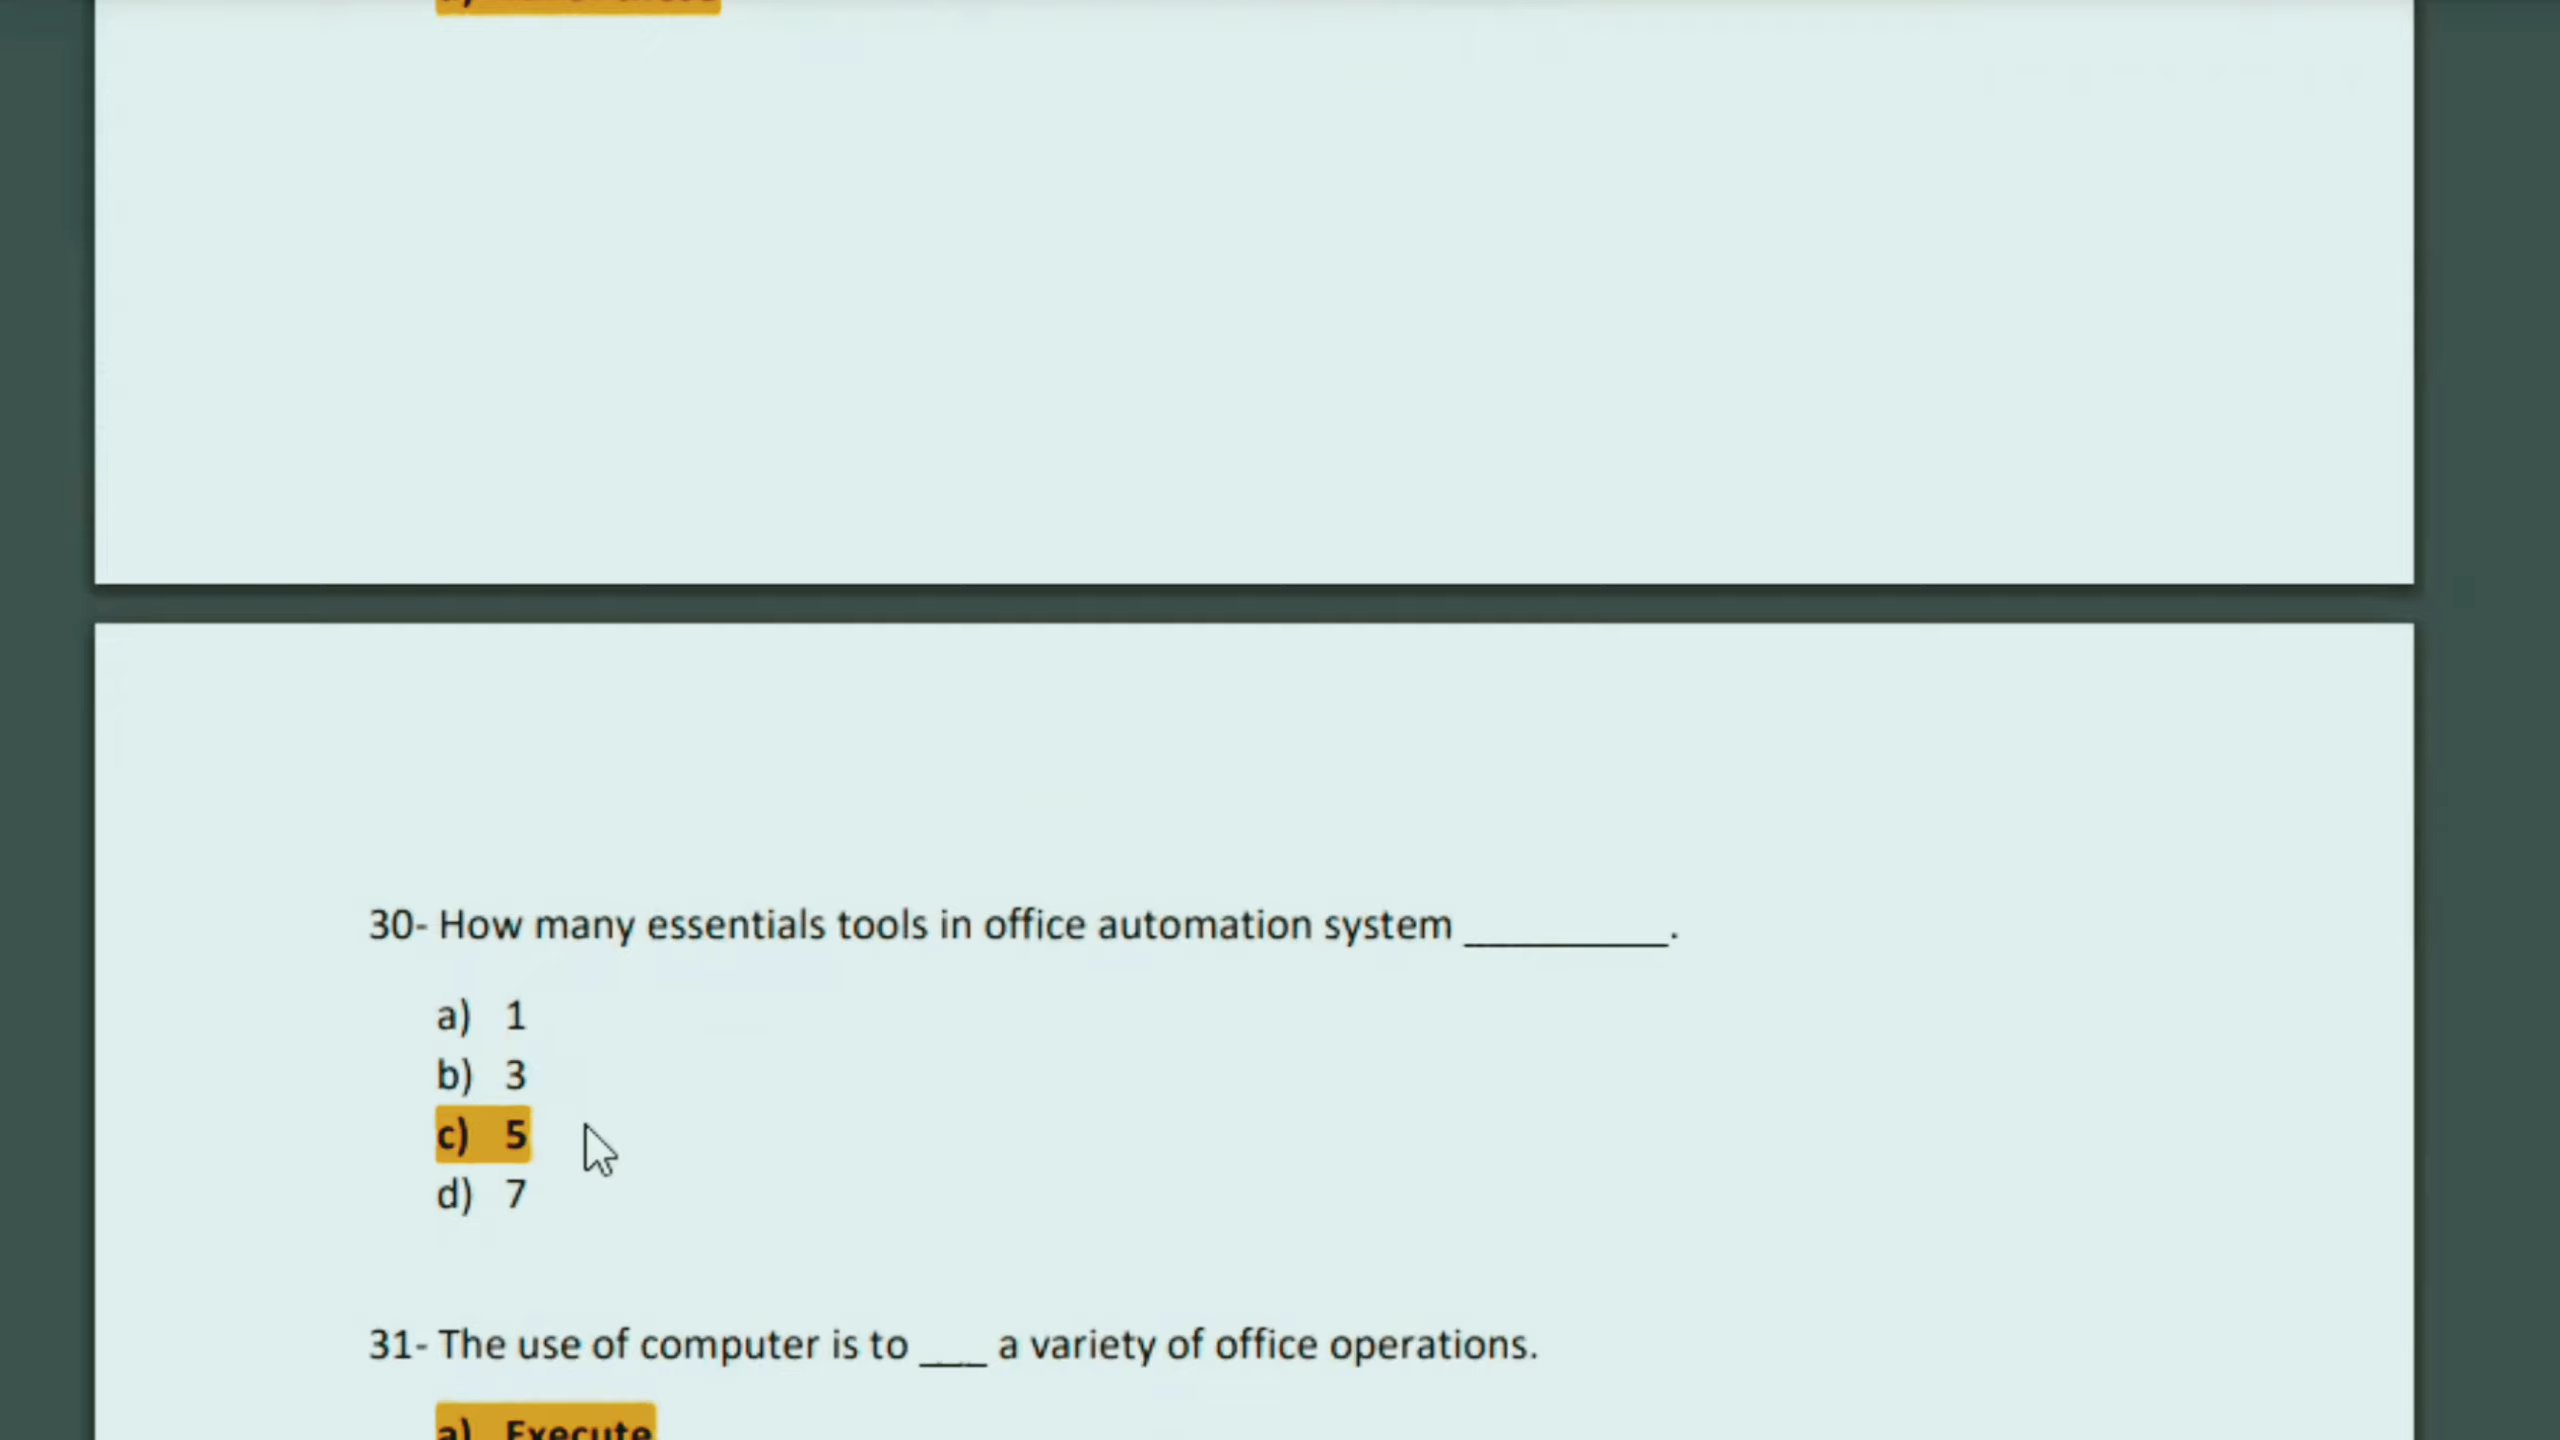 30- How many essentials tools in office automation system _________.
a) 1
b) 3
c) 5
d) 7
31- The use of computer is to ___ a variety of office operations.
a) Execute